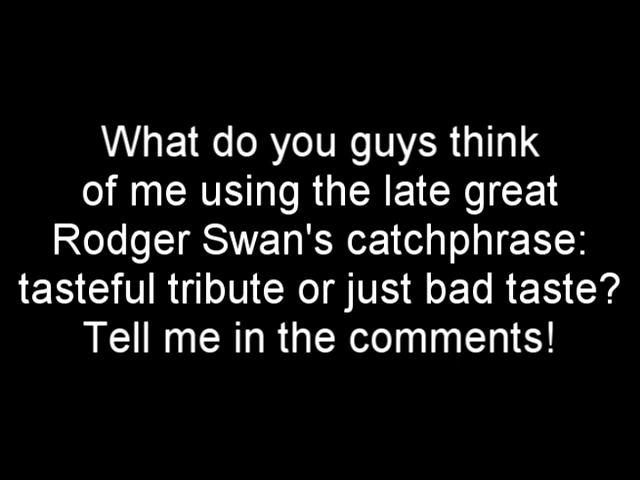 What do you guys think
of me using the late great
Rodger Swan's catchphrase:
tasteful tribute or just bad taste?
Tell me in the comments!